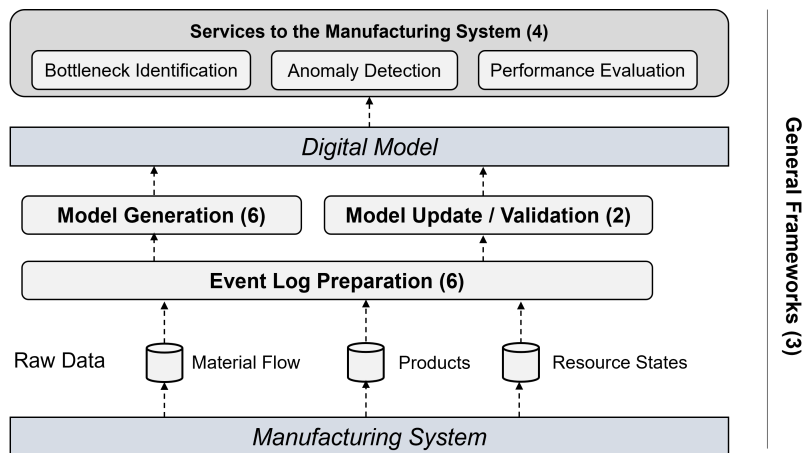 Services to the Manufacturing System (4)
Bottleneck Identification
Anomaly Detection
Performance Evaluation
Digital Model
Model Generation (6)
Model Update / Validation (2)
Event Log Preparation (6)
Raw Data
Material Flow
Products
Resource States
Manufacturing System
General Frameworks (3)